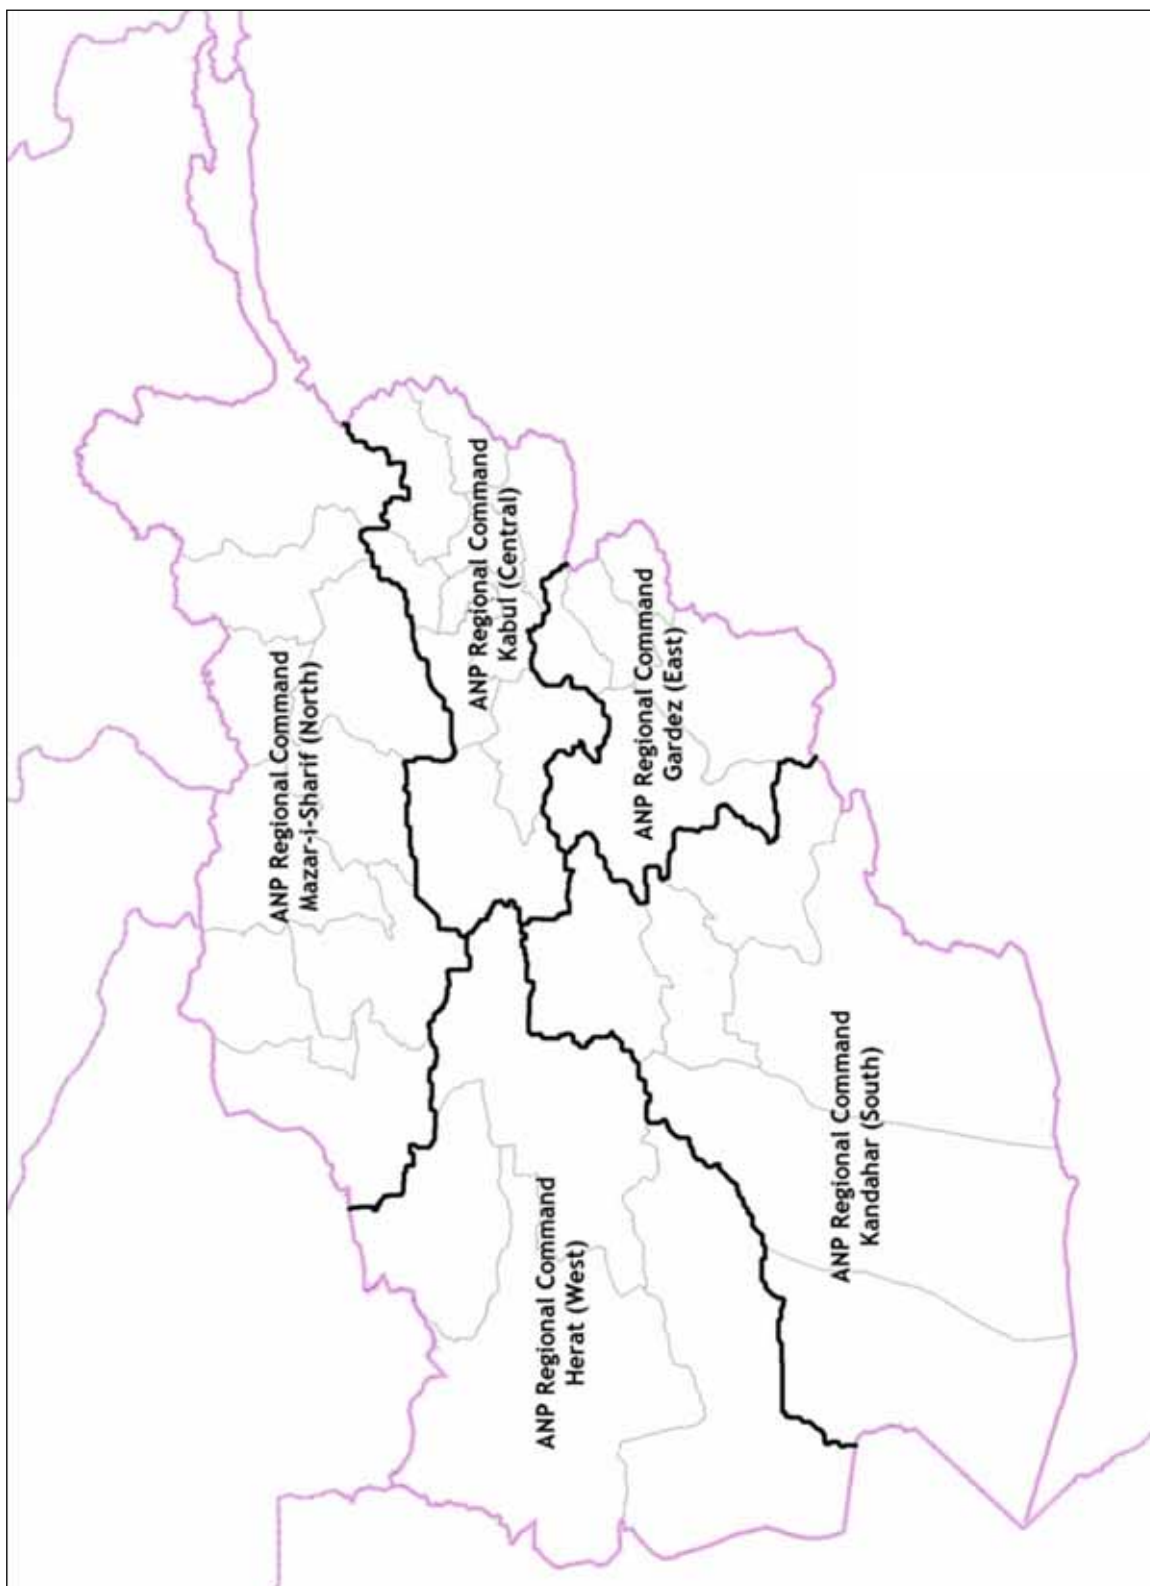 ANP Regional Command
Mazar-i-Sharif (North)
ANP Regional Command
Kabul (Central)
ANP Regional Command
Gardez (East)
ANP Regional Command
Herat (West)
ANP Regional Command
Kandahar (South)